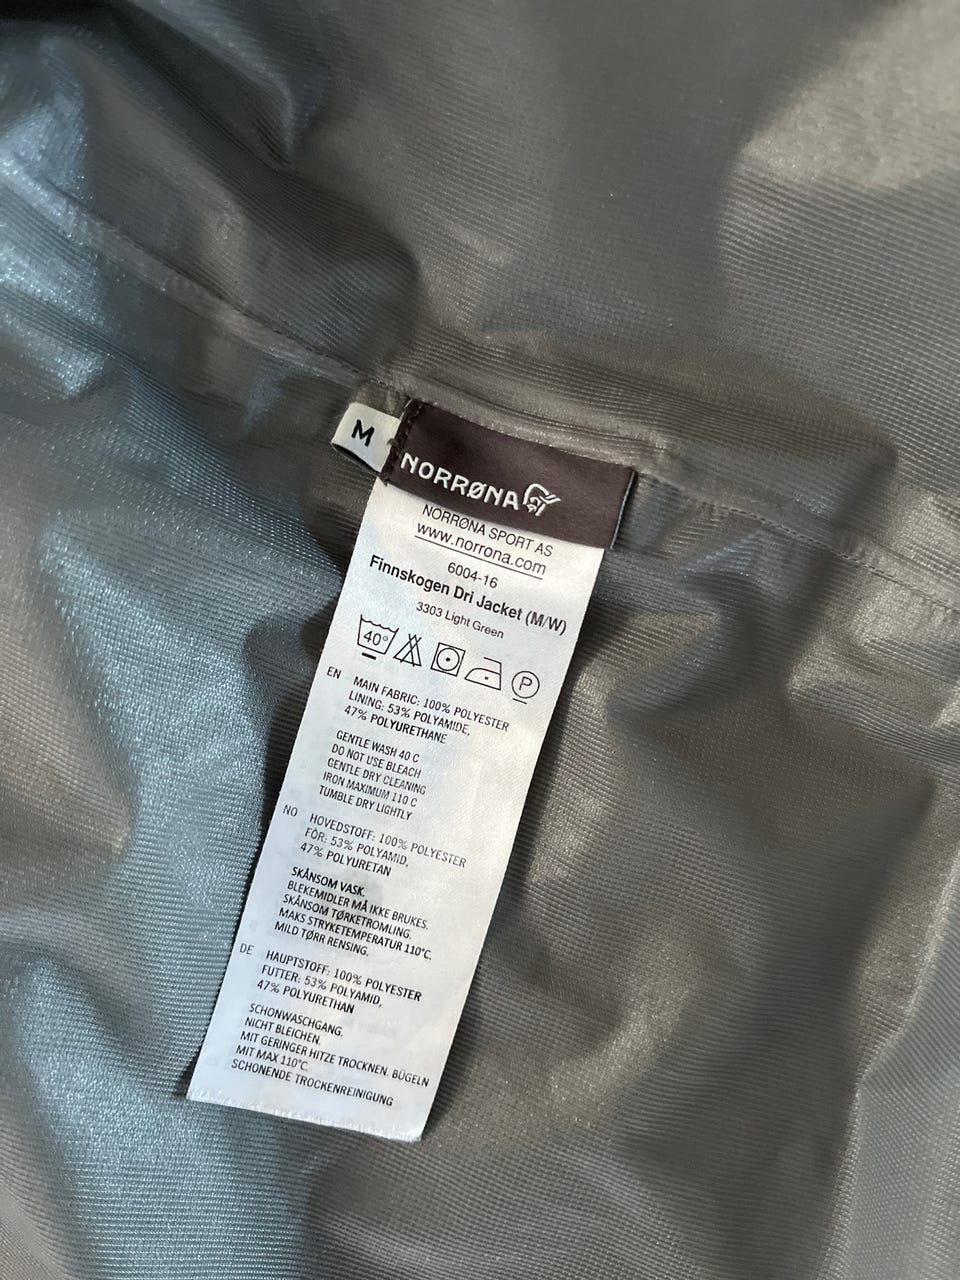 M
NORRØNA
NORRØNA SPORT AS
www.norrona.com
6004-16
Finnskogen Dri Jacket (M/W)
3303 Light Green
40°
P
EN
MAIN FABRIC: 100% POLYESTER
LINING: 53% POLYAMIDE,
47% POLYURETHANE
GENTLE WASH 40 C
DO NOT USE BLEACH
GENTLE DRY CLEANING
IRON MAXIMUM 110 C
TUMBLE DRY LIGHTLY
NO
HOVEDSTOFF: 100% POLYESTER
FÔR: 53% POLYAMID,
47% POLYURETAN
SKÅNSOM VASK.
BLEKEMIDLER MÅ IKKE BRUKES.
SKÅNSOM TØRKETROMLING.
MAKS STRYKETEMPERATUR 110°C.
MILD TØRR RENSING.
DE
HAUPTSTOFF: 100% POLYESTER
FUTTER: 53% POLYAMID,
47% POLYURETHAN
SCHONWASCHGANG.
NICHT BLEICHEN.
MIT GERINGER HITZE TROCKNEN. BÜGELN
MIT MAX 110°C.
SCHONENDE TROCKENREINIGUNG